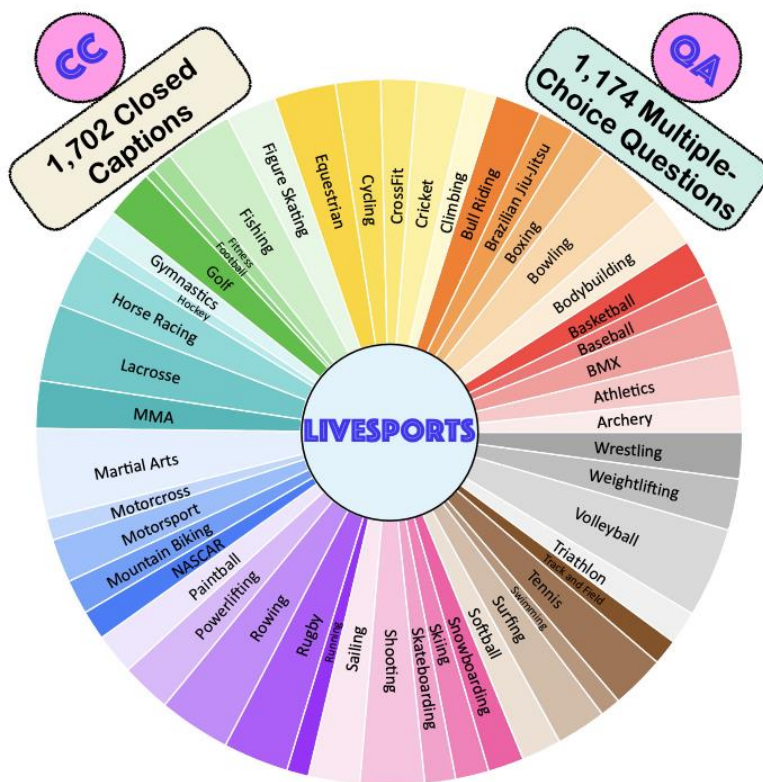 CC
1,702 Closed
Captions
QA
1,174 Multiple-
Choice Questions
LIVESPORTS
Archery
Athletics
BMX
Baseball
Basketball
Bodybuilding
Bowling
Boxing
Brazilian Jiu-Jitsu
Bull Riding
Climbing
Cricket
CrossFit
Cycling
Equestrian
Figure Skating
Fishing
Fitness
Football
Golf
Gymnastics
Hockey
Horse Racing
Lacrosse
MMA
Martial Arts
Motorcross
Motorsport
Mountain Biking
NASCAR
Paintball
Powerlifting
Rowing
Rugby
Running
Sailing
Shooting
Skateboarding
Skiing
Snowboarding
Softball
Surfing
Swimming
Tennis
Track and Field
Triathlon
Volleyball
Weightlifting
Wrestling